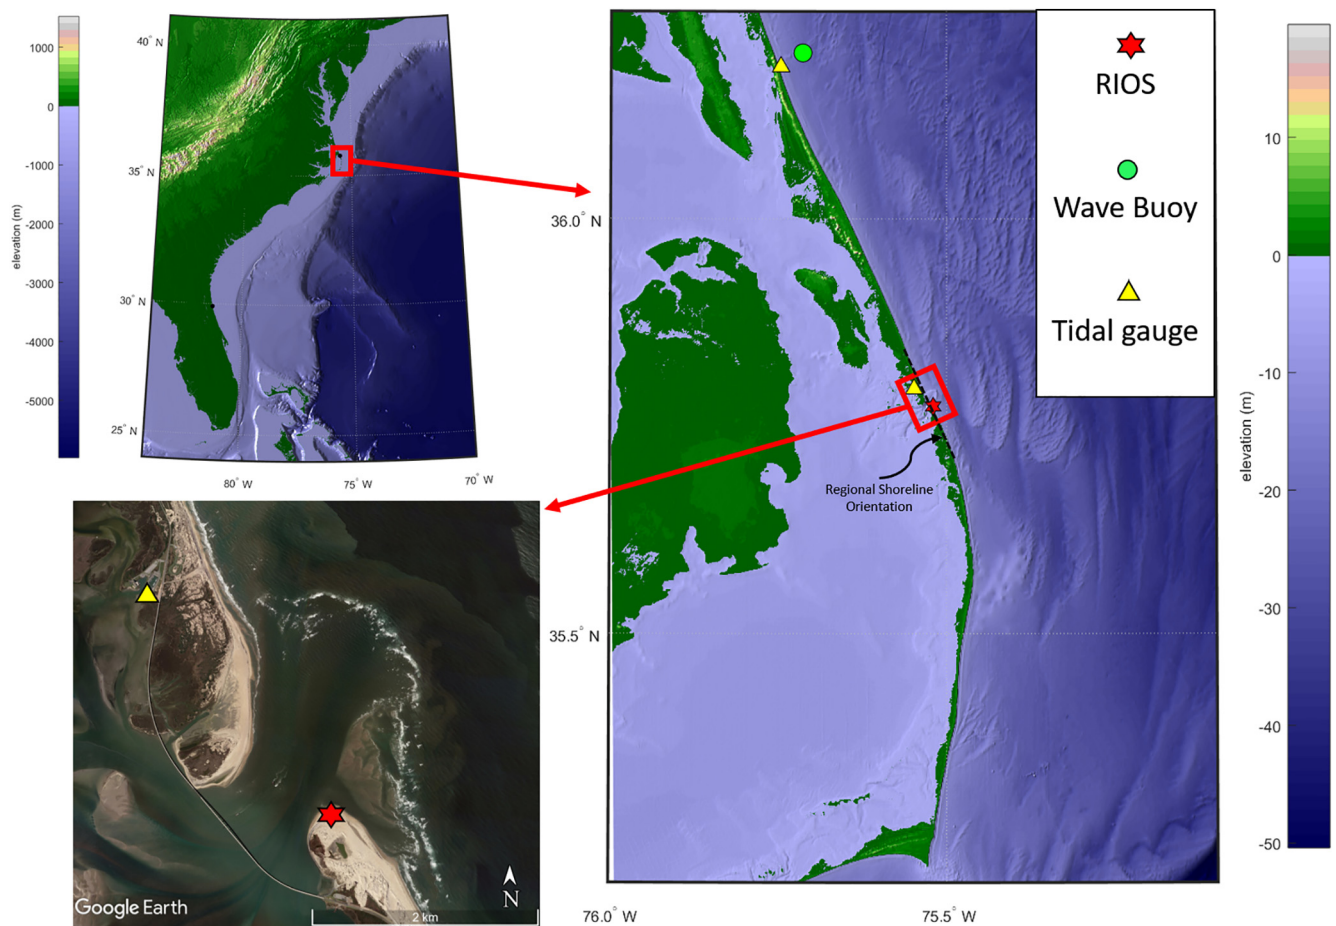 1000
0
-1000
-2000
-3000
-4000
-5000
elevation (m)
40° N
35° N
30° N
25° N
80° W
75° W
70° W
RIOS
Wave Buoy
Tidal gauge
36.0° N
35.5° N
76.0° W
75.5° W
Regional Shoreline
Orientation
10
0
-10
-20
-30
-40
-50
elevation (m)
Google Earth
2 km
N